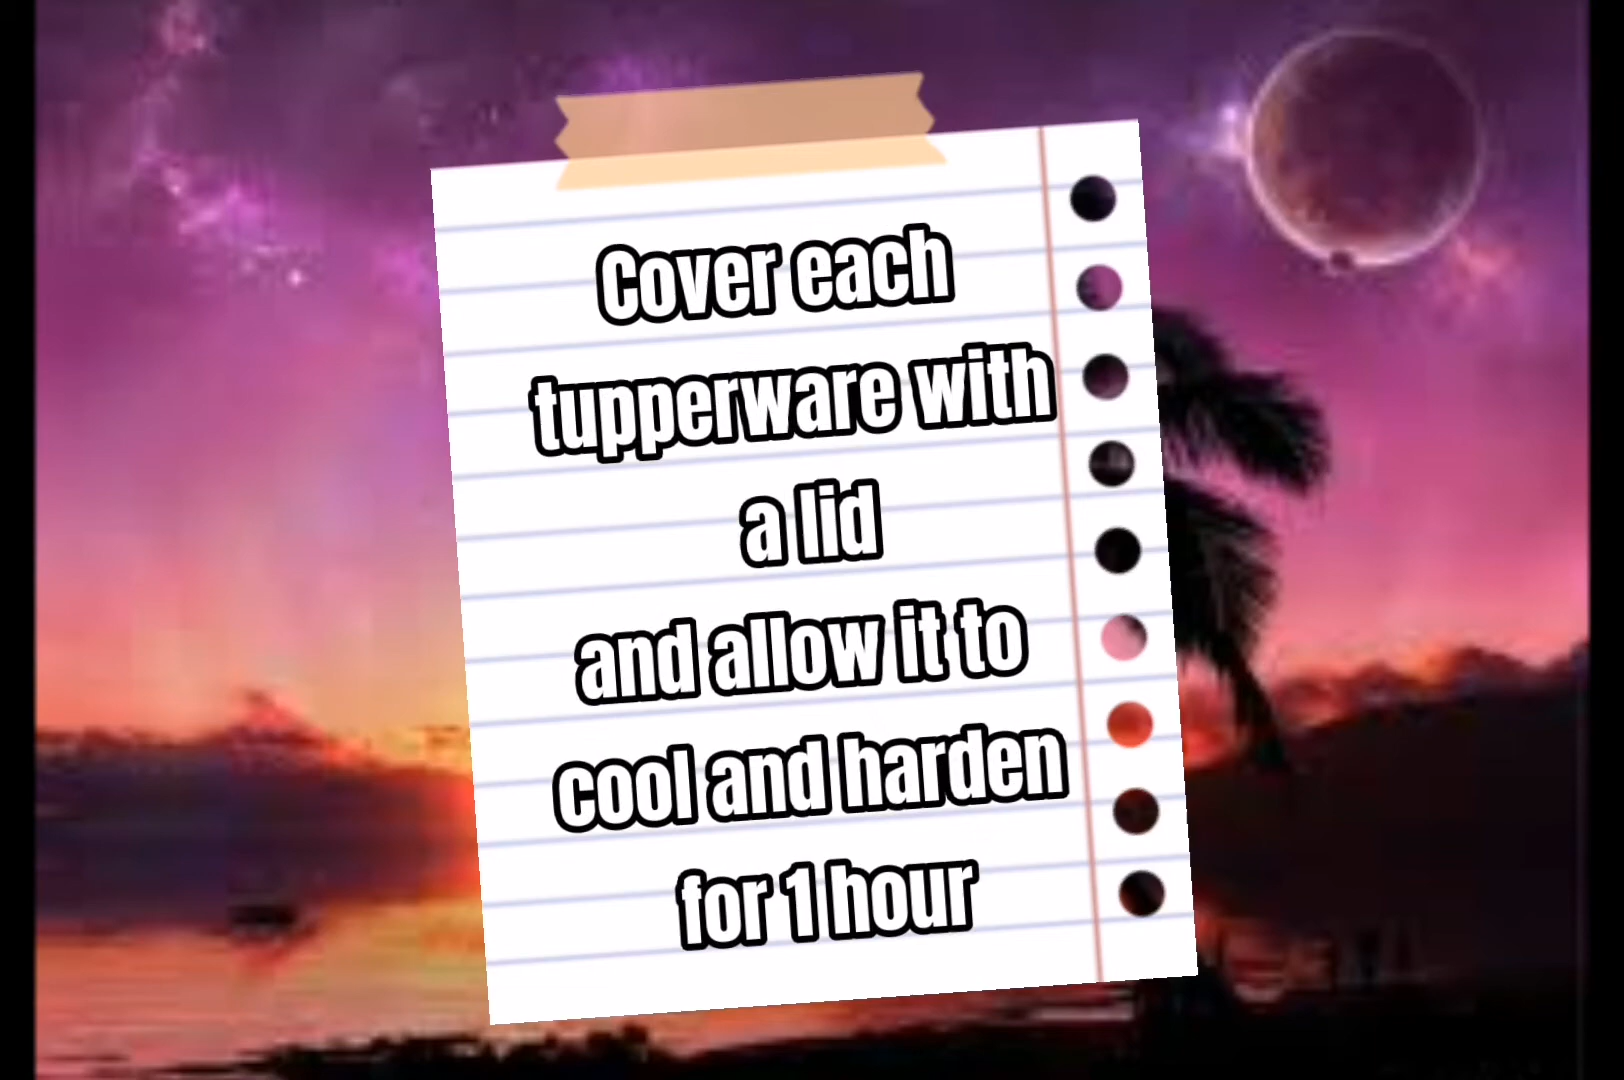 Cover each
tupperware with
a lid
and allow it to
cool and harden
for 1 hour